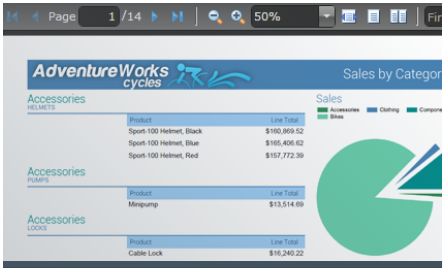 Page 1 /14 50% Fin
AdventureWorks
cycles
Sales by Categor
Accessories
HELMETS
Product Line Total
Sport-100 Helmet, Black $160,869.52
Sport-100 Helmet, Blue $165,406.62
Sport-100 Helmet, Red $157,772.39
Accessories
PUMPS
Product Line Total
Minipump $13,514.69
Accessories
LOCKS
Product Line Total
Cable Lock $16,240.22
Sales
Accessories Clothing Compone
Bikes